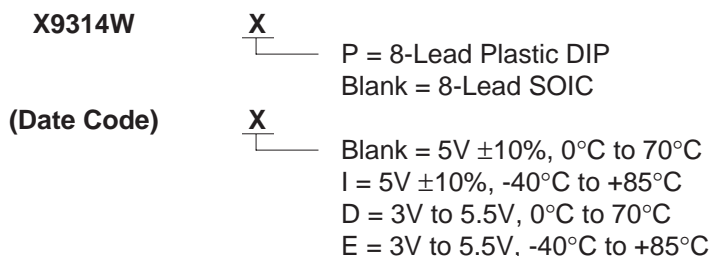 X9314W X
P = 8-Lead Plastic DIP
Blank = 8-Lead SOIC
(Date Code) X
Blank = 5V ±10%, 0°C to 70°C
I = 5V ±10%, -40°C to +85°C
D = 3V to 5.5V, 0°C to 70°C
E = 3V to 5.5V, -40°C to +85°C